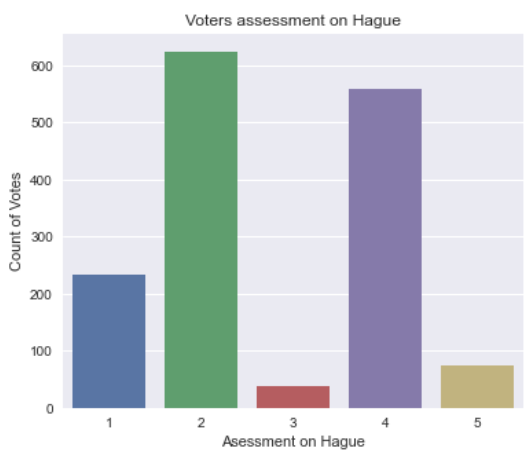 Voters assessment on Hague
Count of Votes
600
500
400
300
200
100
0
1 2 3 4 5
Asessment on Hague